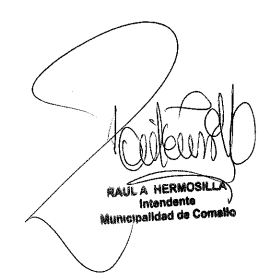 RAUL A HERMOSILLA
Intendente
Municipalidad de Comallo